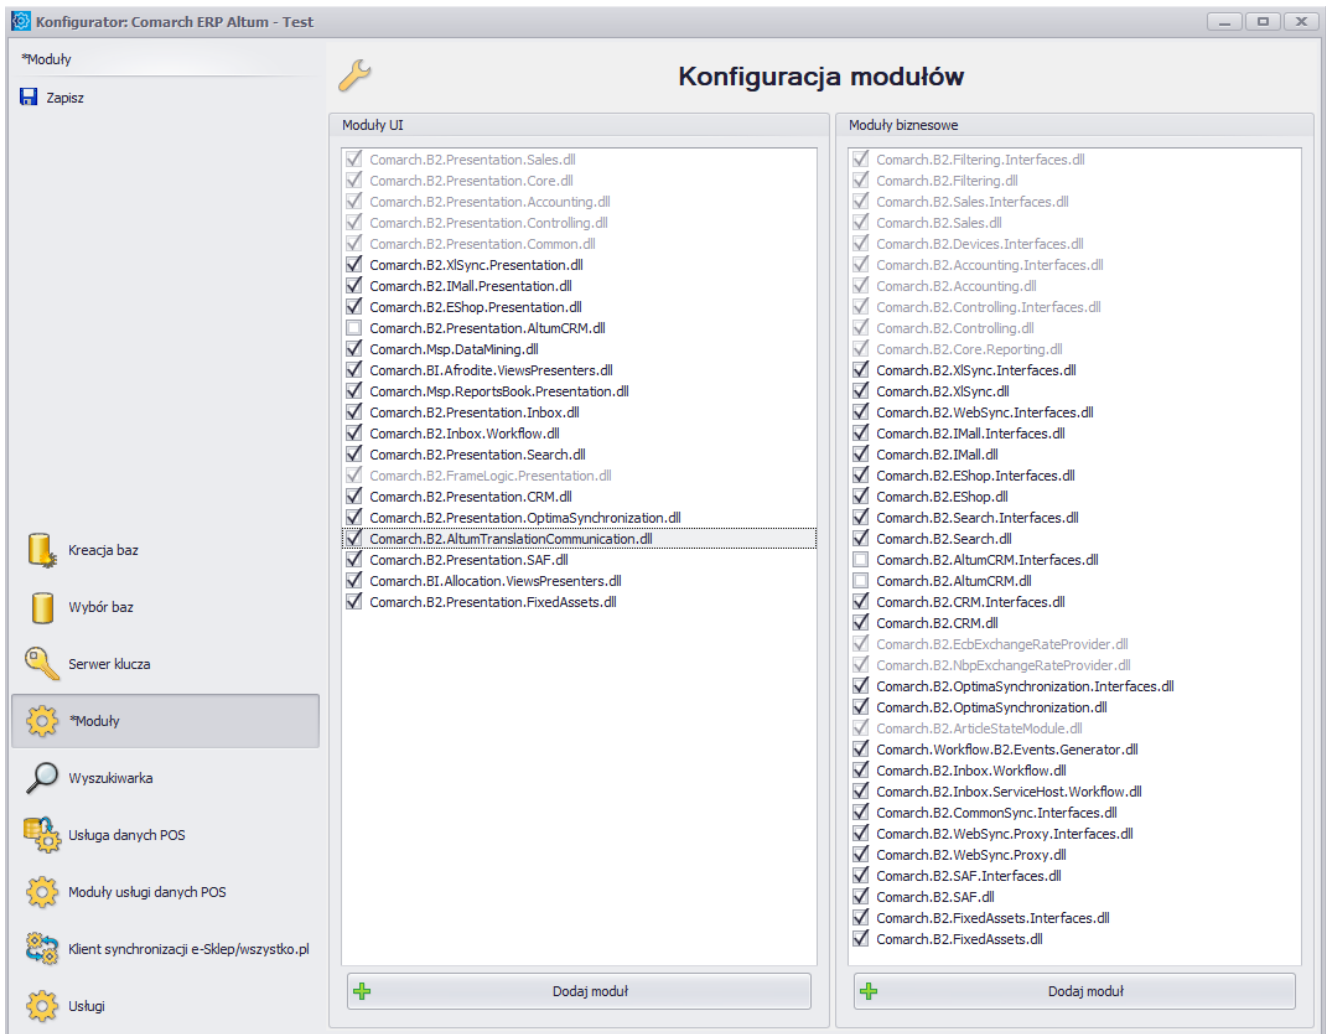 Konfigurator: Comarch ERP Altum - Test
*Moduły
Zapisz
Kreacja baz
Wybór baz
Serwer klucza
*Moduły
Wyszukiwarka
Usługa danych POS
Moduły usługi danych POS
Klient synchronizacji e-Sklep/wszystko.pl
Usługi
Konfiguracja modułów
Moduły UI
Comarch.B2.Presentation.Sales.dll
Comarch.B2.Presentation.Core.dll
Comarch.B2.Presentation.Accounting.dll
Comarch.B2.Presentation.Controlling.dll
Comarch.B2.Presentation.Common.dll
Comarch.B2.XlSync.Presentation.dll
Comarch.B2.IMall.Presentation.dll
Comarch.B2.EShop.Presentation.dll
Comarch.B2.Presentation.AltumCRM.dll
Comarch.Msp.DataMining.dll
Comarch.BI.Afrodite.ViewsPresenters.dll
Comarch.Msp.ReportsBook.Presentation.dll
Comarch.B2.Presentation.Inbox.dll
Comarch.B2.Inbox.Workflow.dll
Comarch.B2.Presentation.Search.dll
Comarch.B2.FrameLogic.Presentation.dll
Comarch.B2.Presentation.CRM.dll
Comarch.B2.Presentation.OptimaSynchronization.dll
Comarch.B2.AltumTranslationCommunication.dll
Comarch.B2.Presentation.SAF.dll
Comarch.BI.Allocation.ViewsPresenters.dll
Comarch.B2.Presentation.FixedAssets.dll
Dodaj moduł
Moduły biznesowe
Comarch.B2.Filtering.Interfaces.dll
Comarch.B2.Filtering.dll
Comarch.B2.Sales.Interfaces.dll
Comarch.B2.Sales.dll
Comarch.B2.Devices.Interfaces.dll
Comarch.B2.Accounting.Interfaces.dll
Comarch.B2.Accounting.dll
Comarch.B2.Controlling.Interfaces.dll
Comarch.B2.Controlling.dll
Comarch.B2.Core.Reporting.dll
Comarch.B2.XlSync.Interfaces.dll
Comarch.B2.XlSync.dll
Comarch.B2.WebSync.Interfaces.dll
Comarch.B2.IMall.Interfaces.dll
Comarch.B2.IMall.dll
Comarch.B2.EShop.Interfaces.dll
Comarch.B2.EShop.dll
Comarch.B2.Search.Interfaces.dll
Comarch.B2.Search.dll
Comarch.B2.AltumCRM.Interfaces.dll
Comarch.B2.AltumCRM.dll
Comarch.B2.CRM.Interfaces.dll
Comarch.B2.CRM.dll
Comarch.B2.EcbExchangeRateProvider.dll
Comarch.B2.NbpExchangeRateProvider.dll
Comarch.B2.OptimaSynchronization.Interfaces.dll
Comarch.B2.OptimaSynchronization.dll
Comarch.B2.ArticleStateModule.dll
Comarch.Workflow.B2.Events.Generator.dll
Comarch.B2.Inbox.Workflow.dll
Comarch.B2.Inbox.ServiceHost.Workflow.dll
Comarch.B2.CommonSync.Interfaces.dll
Comarch.B2.WebSync.Proxy.Interfaces.dll
Comarch.B2.WebSync.Proxy.dll
Comarch.B2.SAF.Interfaces.dll
Comarch.B2.SAF.dll
Comarch.B2.FixedAssets.Interfaces.dll
Comarch.B2.FixedAssets.dll
Dodaj moduł